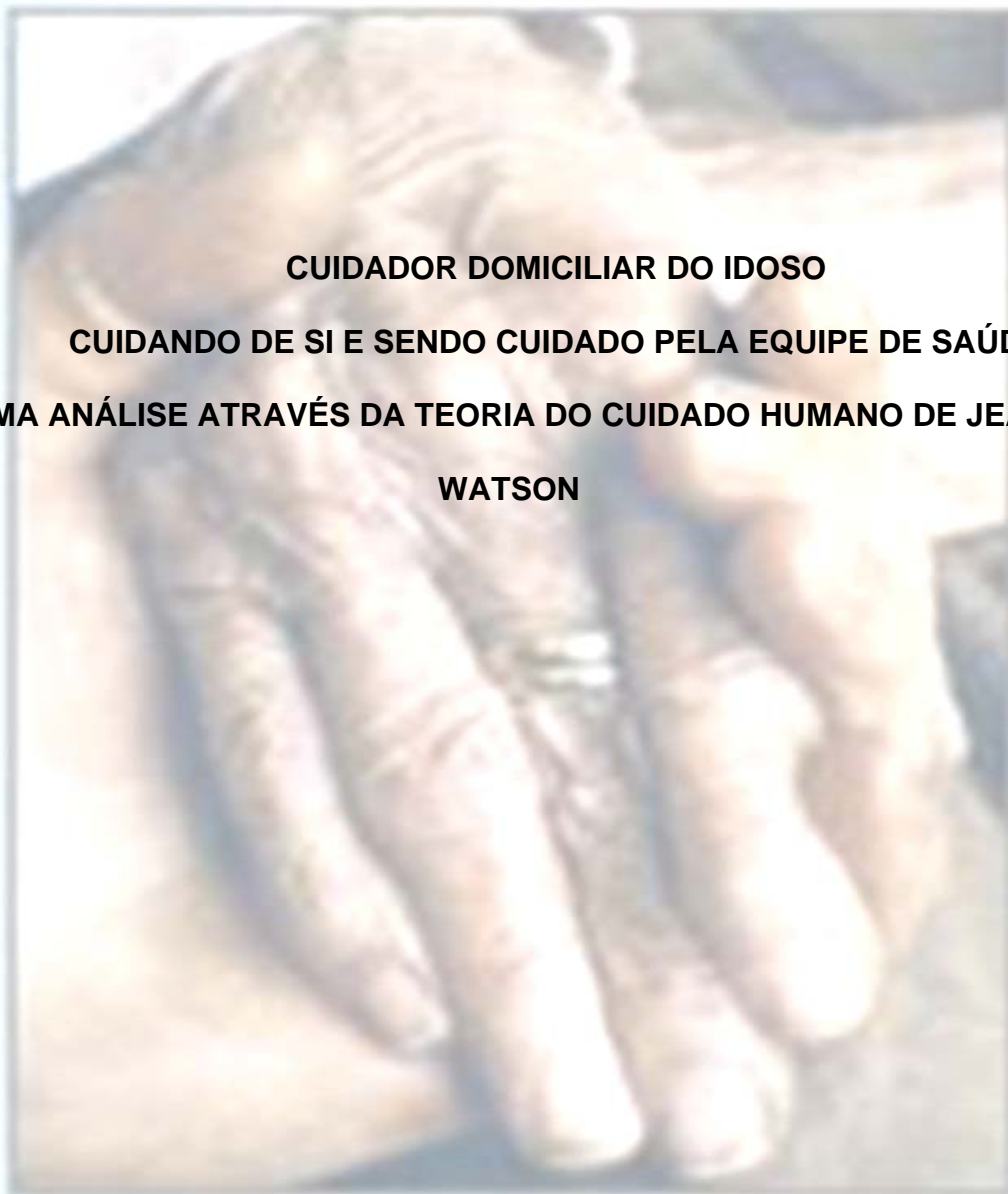 CUIDADOR DOMICILIAR DO IDOSO
CUIDANDO DE SI E SENDO CUIDADO PELA EQUIPE DE
ANÁLISE ATRAVÉS DA TEORIA DO CUIDADO HUMANO DE
WATSON